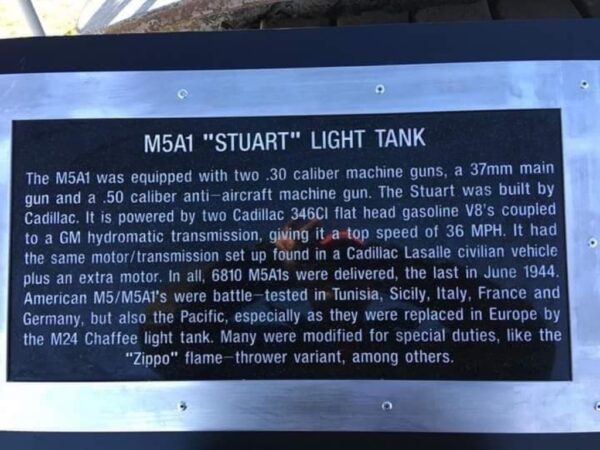 M5A1 "STUART" LIGHT TANK
The M5A1 was equipped with two .30 caliber machine guns, a 37mm main
gun and a .50 caliber anti-aircraft machine gun. The Stuart was built by
Cadillac. It is powered by two Cadillac 346CI flat head gasoline V8's coupled
to a GM hydromatic transmission, giving it a top speed of 36 MPH. It had
the same motor/transmission set up found in a Cadillac Lasalle civilian vehicle
plus an extra motor. In all, 6810 M5A1s were delivered, the last in June 1944.
American M5/M5A1's were battle-tested in Tunisia, Sicily, Italy, France and
Germany, but also the Pacific, especially as they were replaced in Europe by
the M24 Chaffee light tank. Many were modified for special duties, like the
"Zippo" flame-thrower variant, among others.